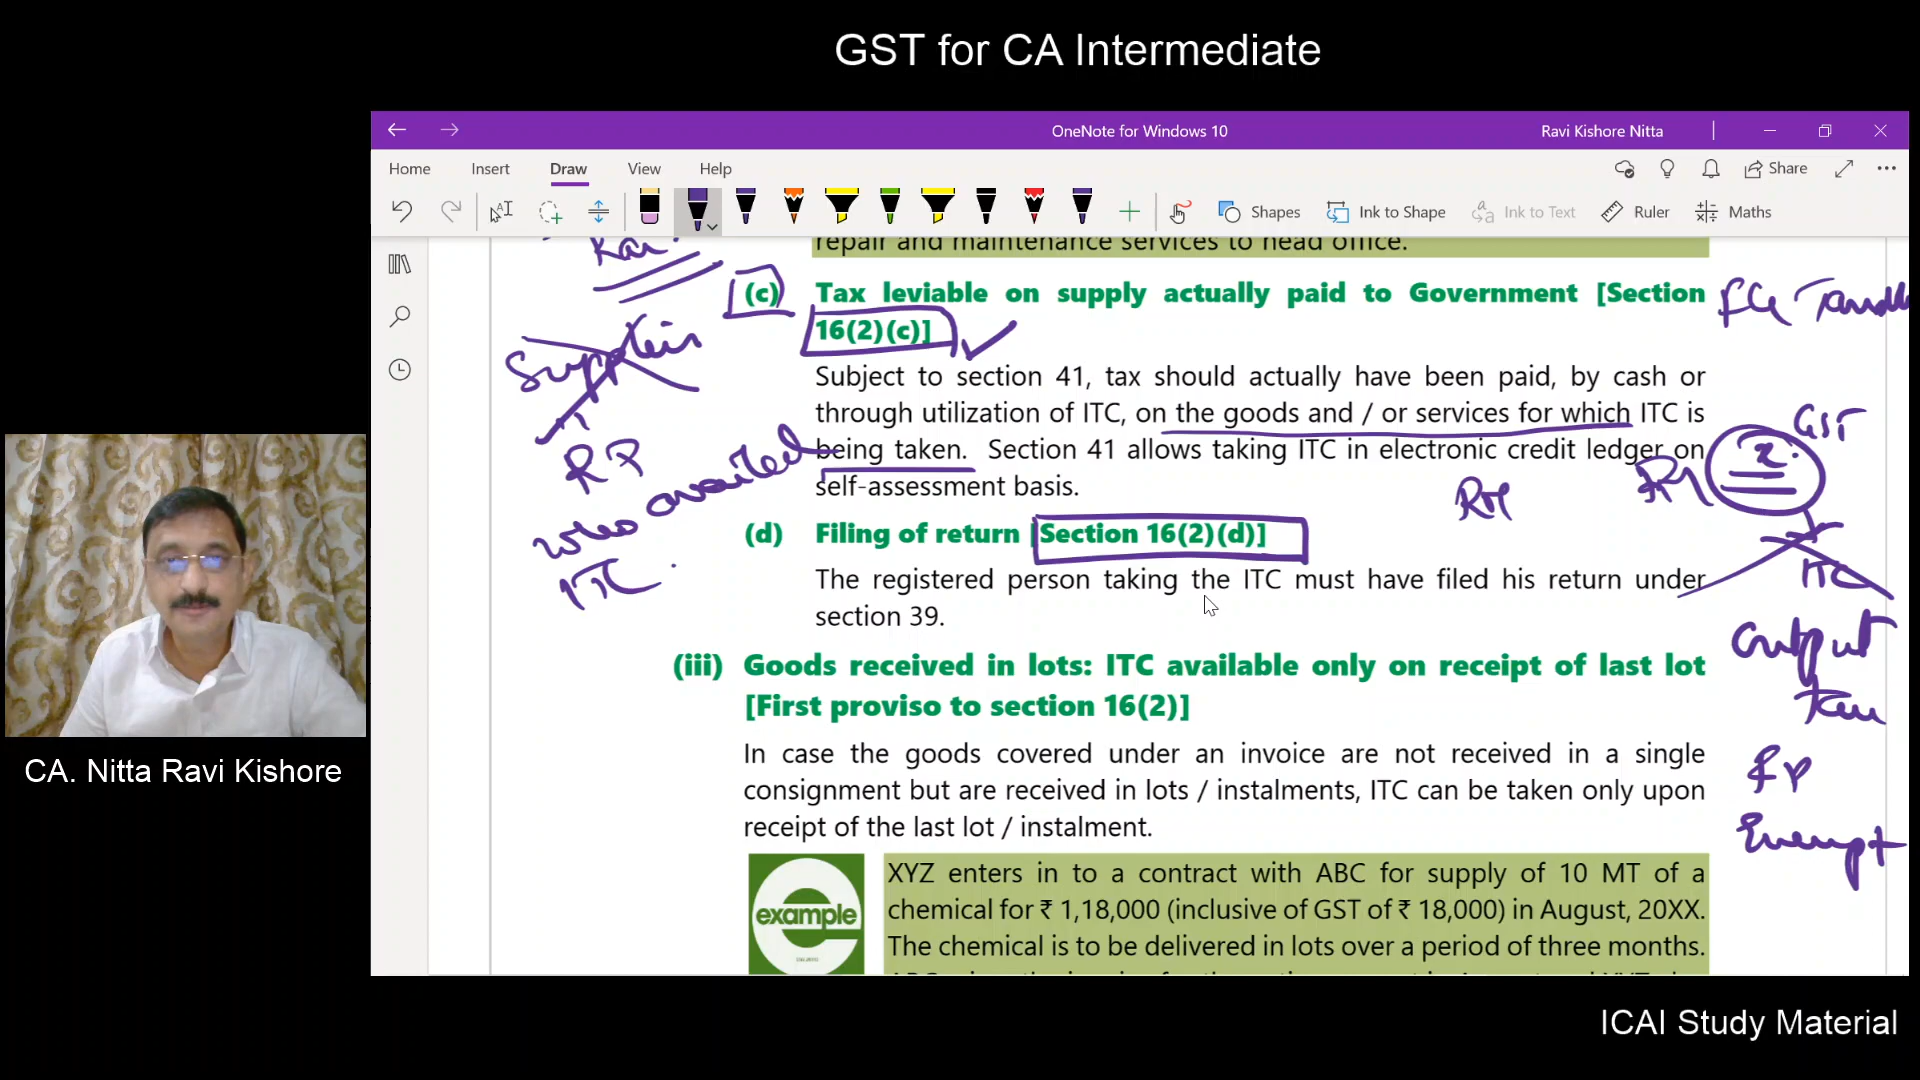 GST for CA Intermediate
OneNote for Windows 10
Ravi Kishore Nitta
Home Insert Draw View Help
Share
Shapes Ink to Shape Ink to Text Ruler Maths
repair and maintenance services to head office.
(c) Tax leviable on supply actually paid to Government [Section
16(2)(c)]
Subject to section 41, tax should actually have been paid, by cash or
through utilization of ITC, on the goods and / or services for which ITC is
being taken. Section 41 allows taking ITC in electronic credit ledger on
self-assessment basis.
(d) Filing of return [Section 16(2)(d)]
The registered person taking the ITC must have filed his return under
section 39.
(iii) Goods received in lots: ITC available only on receipt of last lot
[First proviso to section 16(2)]
In case the goods covered under an invoice are not received in a single
consignment but are received in lots / instalments, ITC can be taken only upon
receipt of the last lot / instalment.
example
XYZ enters in to a contract with ABC for supply of 10 MT of a
chemical for ₹ 1,18,000 (inclusive of GST of ₹ 18,000) in August, 20XX.
The chemical is to be delivered in lots over a period of three months.
RP
who availed
ITC
GST
ITC
output
Exempt
CA. Nitta Ravi Kishore
ICAI Study Material